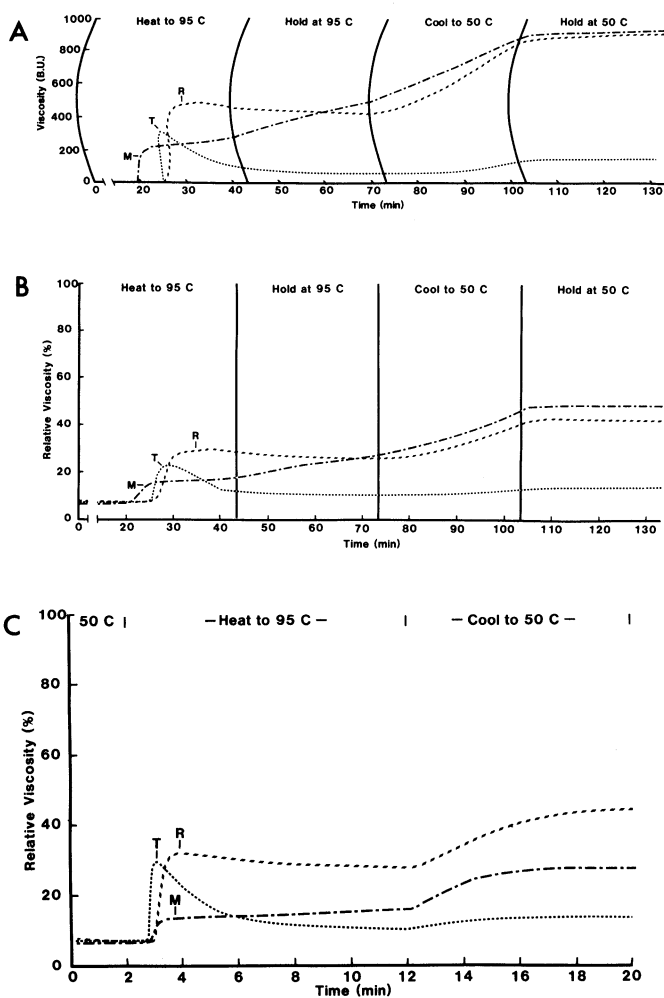 A
Heat to 95 C
Hold at 95 C
Cool to 50 C
Hold at 50 C
Viscosity (B.U.)
1000
800
600
400
200
0
R
T
M
0 20 30 40 50 60 70 80 90 100 110 120 130
Time (min)
B
Heat to 95 C
Hold at 95 C
Cool to 50 C
Hold at 50 C
Relative Viscosity (%)
100
80
60
40
20
0
R
T
M
0 20 30 40 50 60 70 80 90 100 110 120 130
Time (min)
C
50 C
Heat to 95 C
Cool to 50 C
Relative Viscosity (%)
100
80
60
40
20
0
T
R
M
0 2 4 6 8 10 12 14 16 18 20
Time (min)